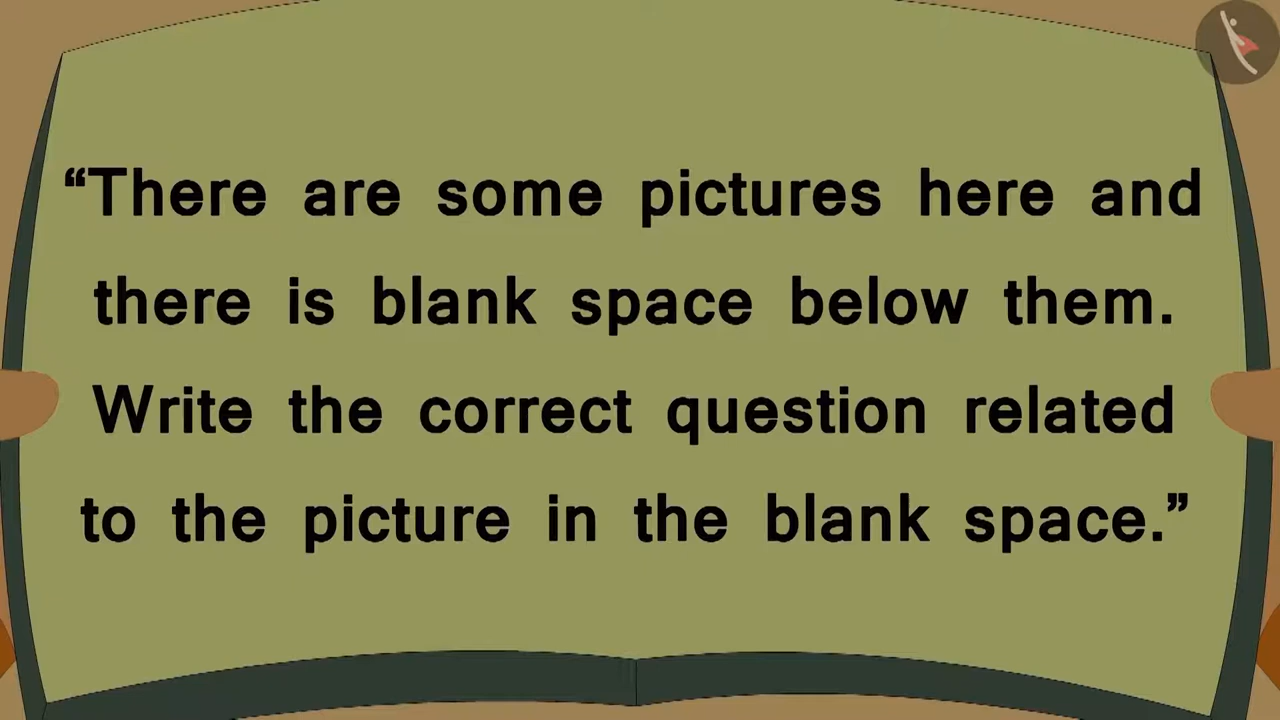 “There are some pictures here and
there is blank space below them.
Write the correct question related
to the picture in the blank space.”